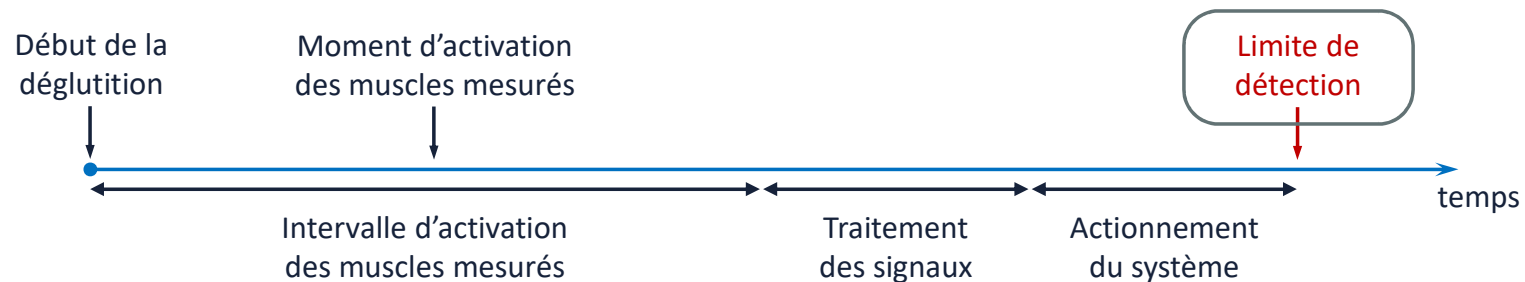 Début de la
déglutition
Moment d’activation
des muscles mesurés
Limite de
détection
temps
Intervalle d’activation
des muscles mesurés
Traitement
des signaux
Actionnement
du système